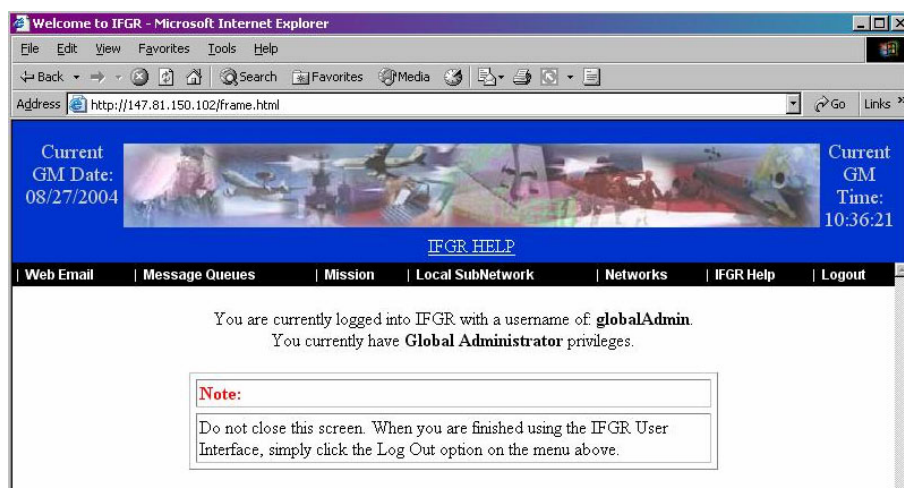 Welcome to IFGR - Microsoft Internet Explorer
File Edit View Favorites Tools Help
Back Search Favorites Media
Address http://147.81.150.102/frame.html Go Links »
Current
GM Date:
08/27/2004
Current
GM
Time:
10:36:21
IFGR HELP
| Web Email | Message Queues | Mission | Local SubNetwork | Networks | IFGR Help | Logout
You are currently logged into IFGR with a username of: globalAdmin.
You currently have Global Administrator privileges.
Note:
Do not close this screen. When you are finished using the IFGR User
Interface, simply click the Log Out option on the menu above.